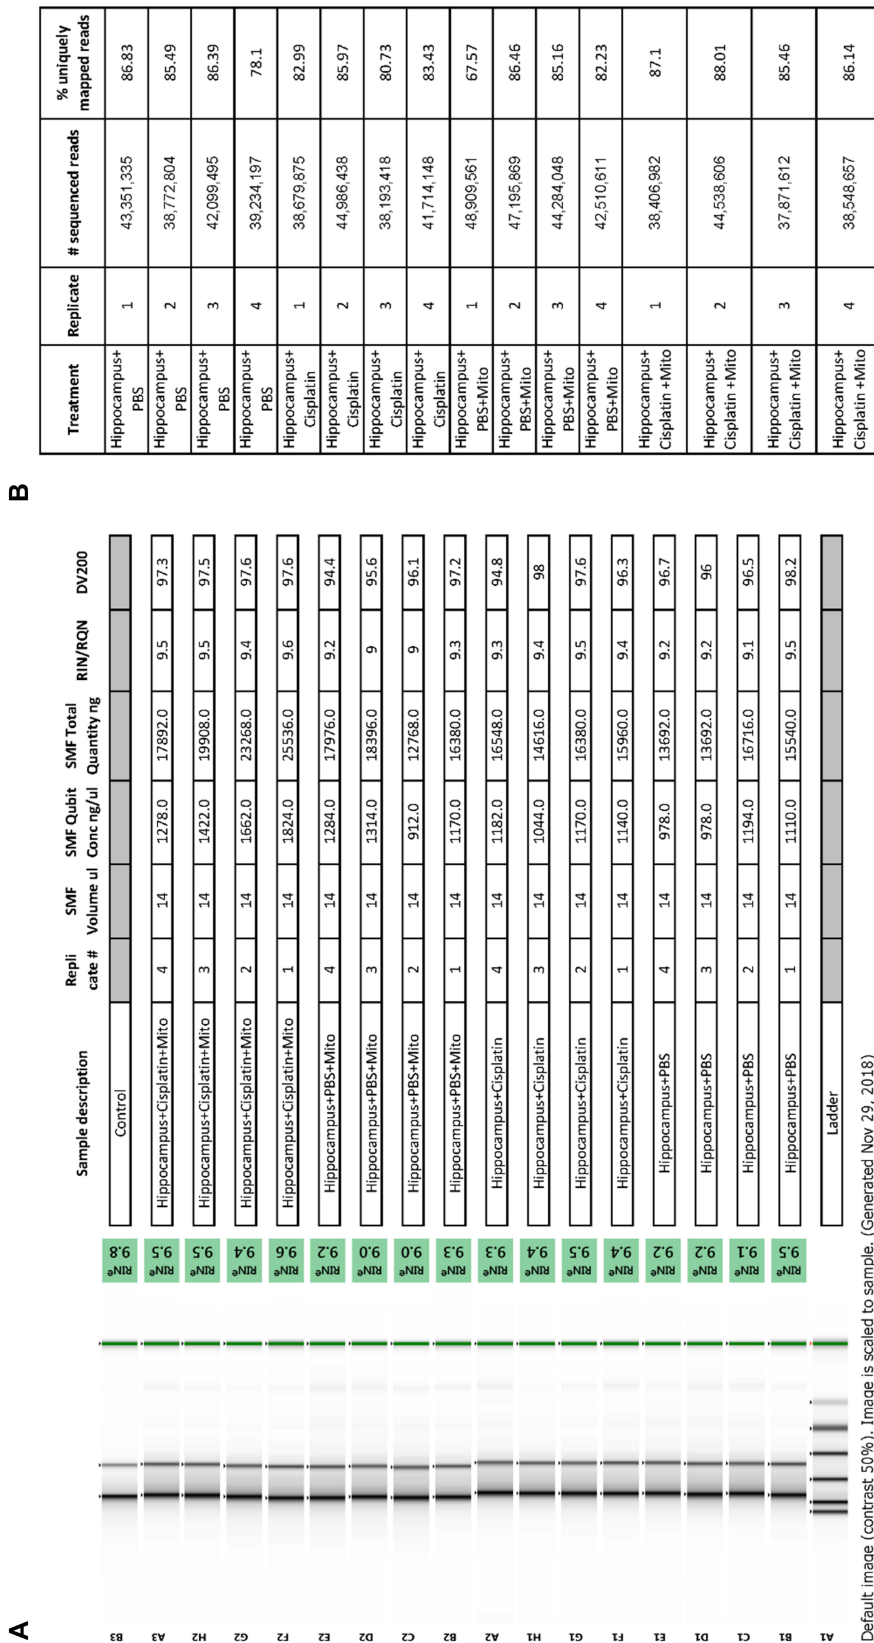 A
Sample description Repli cate # SMF Volume ul SMF Qubit Conc ng/ul SMF Total Quantity ng RIN/RQN DV200
B3 RINe 9.8 Control
A3 RINe 9.5 Hippocampus+Cisplatin+Mito 4 14 1278.0 17892.0 9.5 97.3
H2 RINe 9.5 Hippocampus+Cisplatin+Mito 3 14 1422.0 19908.0 9.5 97.5
G2 RINe 9.4 Hippocampus+Cisplatin+Mito 2 14 1662.0 23268.0 9.4 97.6
F2 RINe 9.6 Hippocampus+Cisplatin+Mito 1 14 1824.0 25536.0 9.6 97.6
E2 RINe 9.2 Hippocampus+PBS+Mito 4 14 1284.0 17976.0 9.2 94.4
D2 RINe 9.0 Hippocampus+PBS+Mito 3 14 1314.0 18396.0 9 95.6
C2 RINe 9.0 Hippocampus+PBS+Mito 2 14 912.0 12768.0 9 96.1
B2 RINe 9.3 Hippocampus+PBS+Mito 1 14 1170.0 16380.0 9.3 97.2
A2 RINe 9.3 Hippocampus+Cisplatin 4 14 1182.0 16548.0 9.3 94.8
H1 RINe 9.4 Hippocampus+Cisplatin 3 14 1044.0 14616.0 9.4 98
G1 RINe 9.5 Hippocampus+Cisplatin 2 14 1170.0 16380.0 9.5 97.6
F1 RINe 9.4 Hippocampus+Cisplatin 1 14 1140.0 15960.0 9.4 96.3
E1 RINe 9.2 Hippocampus+PBS 4 14 978.0 13692.0 9.2 96.7
D1 RINe 9.2 Hippocampus+PBS 3 14 978.0 13692.0 9.2 96
C1 RINe 9.1 Hippocampus+PBS 2 14 1194.0 16716.0 9.1 96.5
B1 RINe 9.5 Hippocampus+PBS 1 14 1110.0 15540.0 9.5 98.2
A1 Ladder
Default image (contrast 50%). Image is scaled to sample. (Generated Nov 29, 2018)
B
Treatment Replicate # sequenced reads % uniquely mapped reads
Hippocampus+ PBS 1 43,351,335 86.83
Hippocampus+ PBS 2 38,772,804 85.49
Hippocampus+ PBS 3 42,099,495 86.39
Hippocampus+ PBS 4 39,234,197 78.1
Hippocampus+ Cisplatin 1 38,679,875 82.99
Hippocampus+ Cisplatin 2 44,986,438 85.97
Hippocampus+ Cisplatin 3 38,193,418 80.73
Hippocampus+ Cisplatin 4 41,714,148 83.43
Hippocampus+ PBS+Mito 1 48,909,561 67.57
Hippocampus+ PBS+Mito 2 47,195,869 86.46
Hippocampus+ PBS+Mito 3 44,284,048 85.16
Hippocampus+ PBS+Mito 4 42,510,611 82.23
Hippocampus+ Cisplatin +Mito 1 38,406,982 87.1
Hippocampus+ Cisplatin +Mito 2 44,538,606 88.01
Hippocampus+ Cisplatin +Mito 3 37,871,612 85.46
Hippocampus+ Cisplatin +Mito 4 38,548,657 86.14